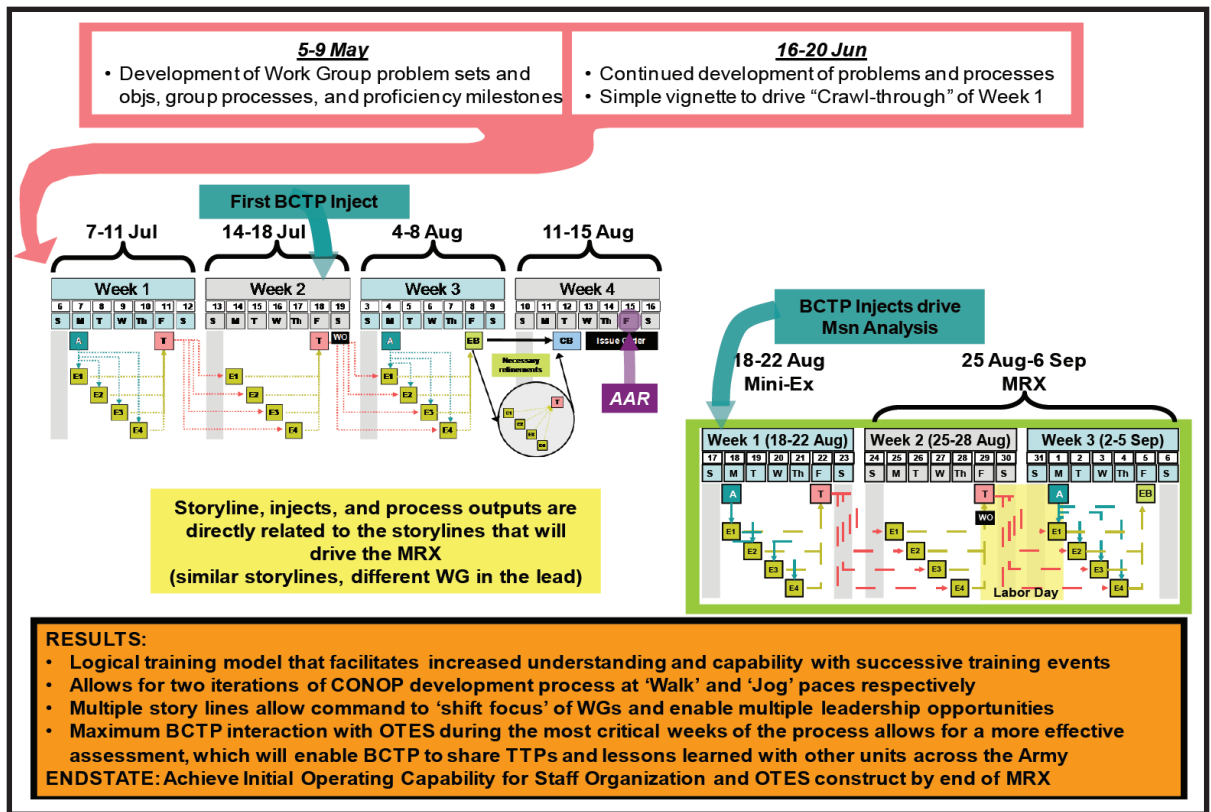 5-9 May
• Development of Work Group problem sets and
objs, group processes, and proficiency milestones
16-20 Jun
• Continued development of problems and processes
• Simple vignette to drive “Crawl-through” of Week 1
First BCTP Inject
7-11 Jul
14-18 Jul
4-8 Aug
11-15 Aug
Week 1
6 7 8 9 10 11 12
S M T W Th F S
A T
E1
E2
E3
E4
Week 2
13 14 15 16 17 18 19
S M T W Th F S
T WO
E1
E2
E3
E4
Week 3
3 4 5 6 7 8 9
S M T W Th F S
A EB
E1
E2
E3
E4
Week 4
10 11 12 13 14 15 16
S M T W Th F S
CB Issue Order
Necessary
refinements
T
E1
E2
E3
E4
AAR
BCTP Injects drive
Msn Analysis
18-22 Aug
Mini-Ex
25 Aug-6 Sep
MRX
Week 1 (18-22 Aug)
17 18 19 20 21 22 23
S M T W Th F S
A T
E1
E2
E3
E4
Week 2 (25-28 Aug)
24 25 26 27 28 29 30
S M T W Th F S
T
WO
E1
E2
E3
E4
Labor Day
Week 3 (2-5 Sep)
31 1 2 3 4 5 6
S M T W Th F S
A EB
E1
E2
E3
E4
Storyline, injects, and process outputs are
directly related to the storylines that will
drive the MRX
(similar storylines, different WG in the lead)
RESULTS:
• Logical training model that facilitates increased understanding and capability with successive training events
• Allows for two iterations of CONOP development process at ‘Walk’ and ‘Jog’ paces respectively
• Multiple story lines allow command to ‘shift focus’ of WGs and enable multiple leadership opportunities
• Maximum BCTP interaction with OTES during the most critical weeks of the process allows for a more effective
assessment, which will enable BCTP to share TTPs and lessons learned with other units across the Army
ENDSTATE: Achieve Initial Operating Capability for Staff Organization and OTES construct by end of MRX